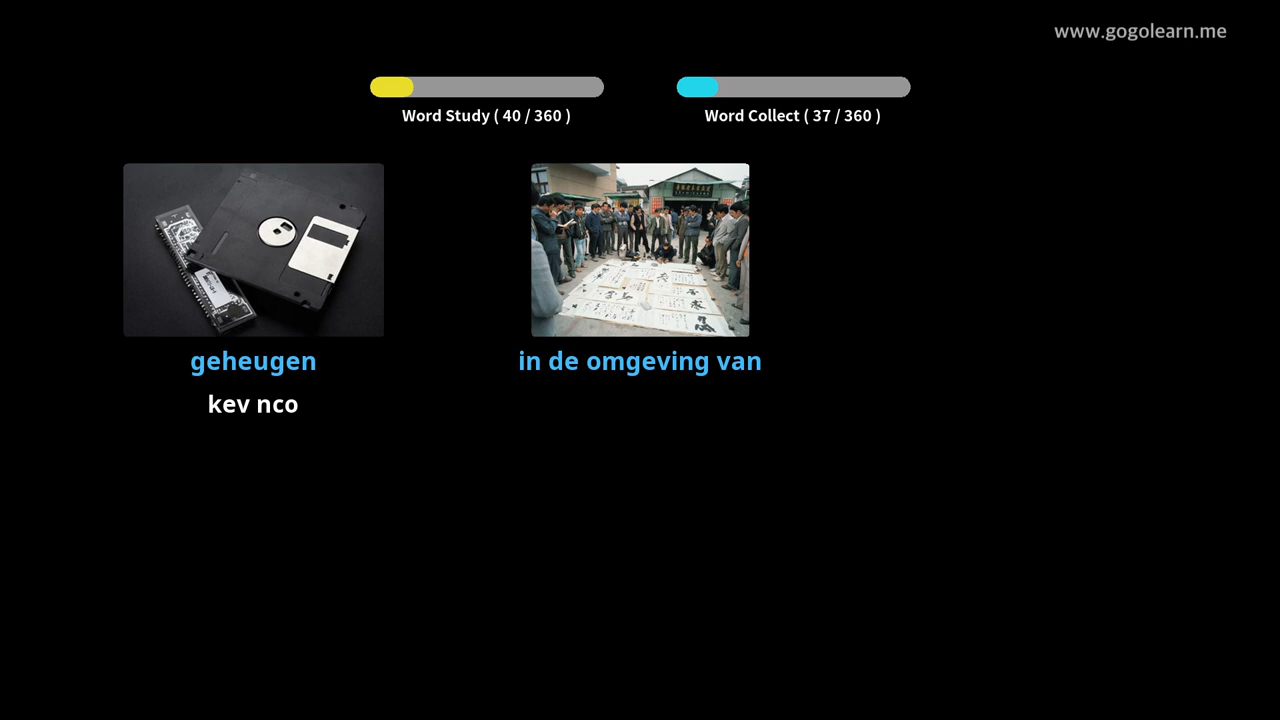 www.gogolearn.me
Word Study ( 40 / 360 )
Word Collect ( 37 / 360 )
geheugen
in de omgeving van
kev nco